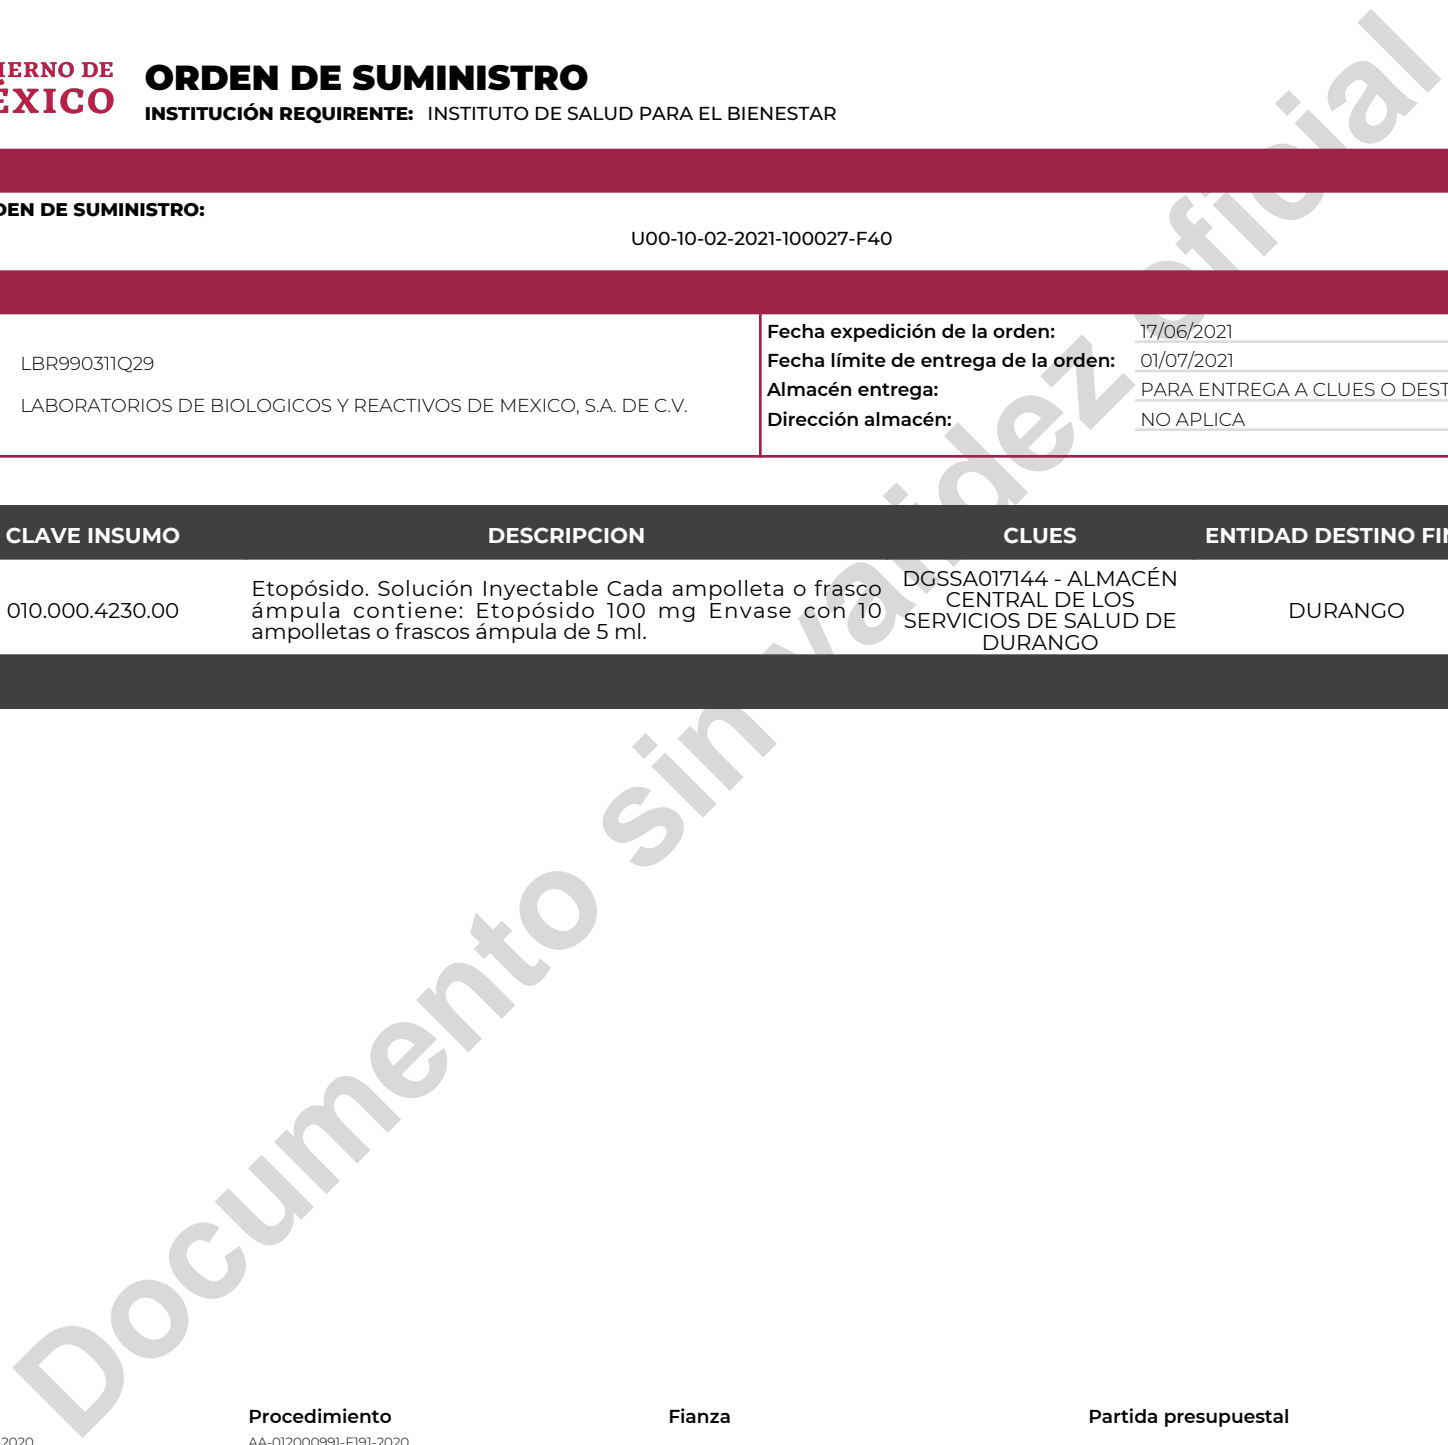 IERNO DE
ÉXICO
ORDEN DE SUMINISTRO
INSTITUCIÓN REQUIRENTE: INSTITUTO DE SALUD PARA EL BIENESTAR
DEN DE SUMINISTRO:
U00-10-02-2021-100027-F40
LBR990311Q29
LABORATORIOS DE BIOLOGICOS Y REACTIVOS DE MEXICO, S.A. DE C.V.
Fecha expedición de la orden: 17/06/2021
Fecha límite de entrega de la orden: 01/07/2021
Almacén entrega: PARA ENTREGA A CLUES O DEST
Dirección almacén: NO APLICA
CLAVE INSUMO DESCRIPCION CLUES ENTIDAD DESTINO FIN
010.000.4230.00
Etopósido. Solución Inyectable Cada ampolleta o frasco
ámpula contiene: Etopósido 100 mg Envase con 10
ampolletas o frascos ámpula de 5 ml.
DGSSA017144 - ALMACÉN
CENTRAL DE LOS
SERVICIOS DE SALUD DE
DURANGO
DURANGO
Documento sin validez oficial
Procedimiento Fianza Partida presupuestal
-2020 AA-012000991-E191-2020